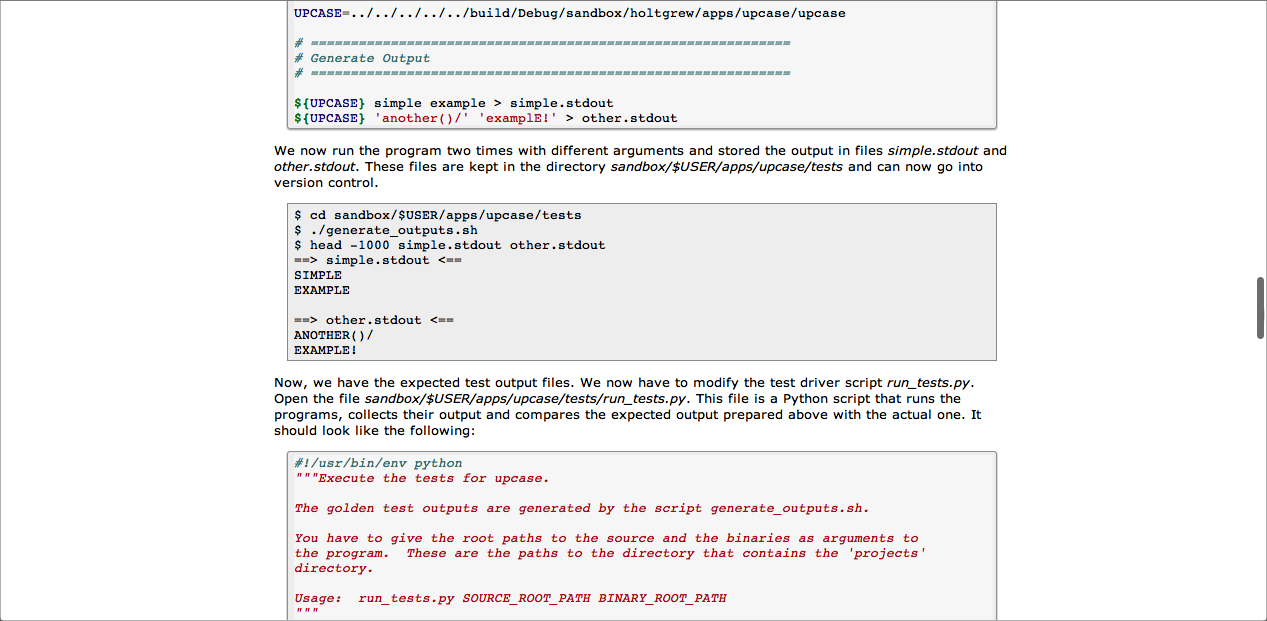 UPCASE=../../../../../build/Debug/sandbox/holtgrew/apps/upcase/upcase
# ============================================================
# Generate Output
# ============================================================
${UPCASE} simple example > simple.stdout
${UPCASE} 'another()/' 'examplE!' > other.stdout
We now run the program two times with different arguments and stored the output in files simple.stdout and
other.stdout. These files are kept in the directory sandbox/$USER/apps/upcase/tests and can now go into
version control.
$ cd sandbox/$USER/apps/upcase/tests
$ ./generate_outputs.sh
$ head -1000 simple.stdout other.stdout
==> simple.stdout <==
SIMPLE
EXAMPLE
==> other.stdout <==
ANOTHER()/
EXAMPLE!
Now, we have the expected test output files. We now have to modify the test driver script run_tests.py.
Open the file sandbox/$USER/apps/upcase/tests/run_tests.py. This file is a Python script that runs the
programs, collects their output and compares the expected output prepared above with the actual one. It
should look like the following:
#!/usr/bin/env python
"""Execute the tests for upcase.
The golden test outputs are generated by the script generate_outputs.sh.
You have to give the root paths to the source and the binaries as arguments to
the program.  These are the paths to the directory that contains the 'projects'
directory.
Usage:  run_tests.py SOURCE_ROOT_PATH BINARY_ROOT_PATH
"""